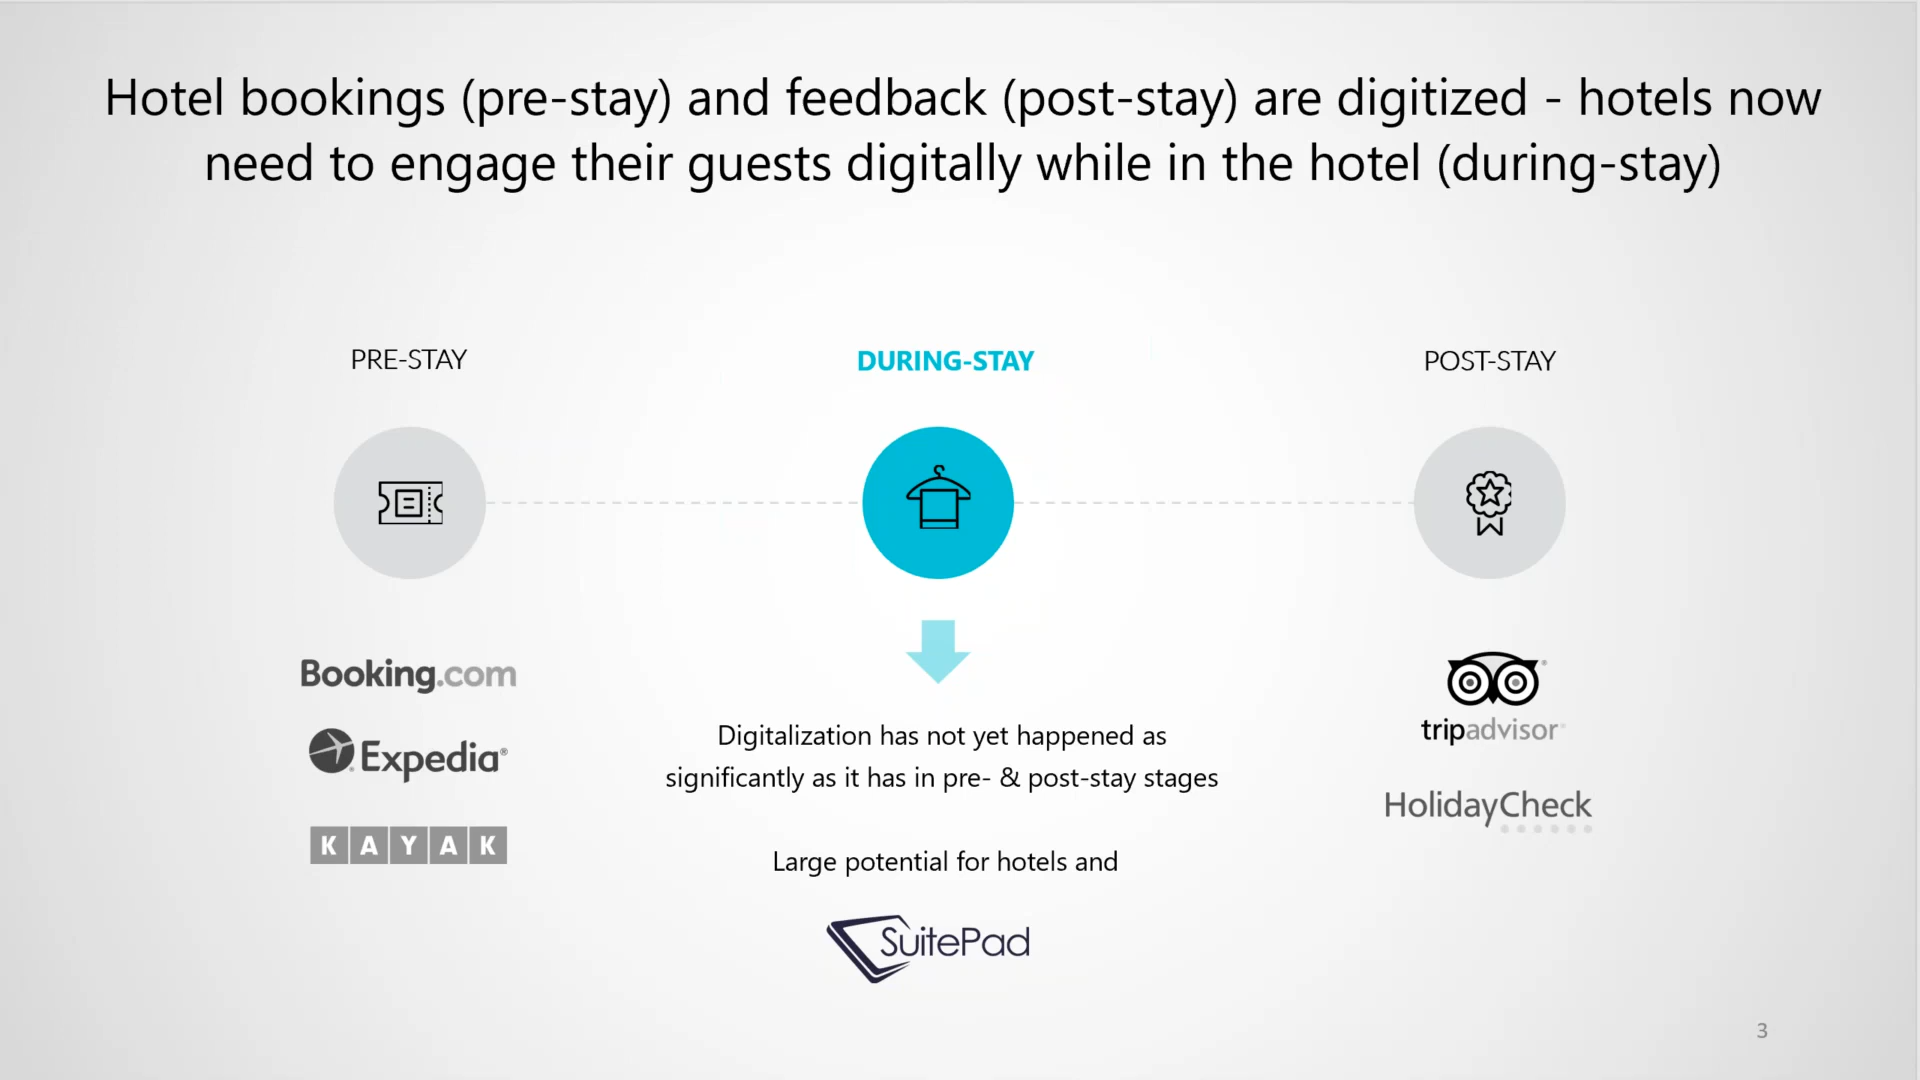 Hotel bookings (pre-stay) and feedback (post-stay) are digitized - hotels now
need to engage their guests digitally while in the hotel (during-stay)
PRE-STAY
Booking.com
Expedia®
KAYAK
DURING-STAY
Digitalization has not yet happened as
significantly as it has in pre- & post-stay stages
Large potential for hotels and
SuitePad
POST-STAY
tripadvisor®
HolidayCheck
3